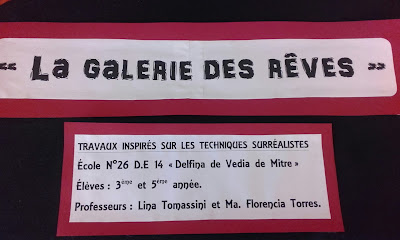 « La GALERIE DES RÊVES »
TRAVAUX INSPIRÉS SUR LES TECHNIQUES SURRÉALISTES
École N°26 D.E 14 « Delfina de Vedia de Mitre »
Élèves : 3ème et 5ème année.
Professeurs : Lina Tomassini et Ma. Florencia Torres.